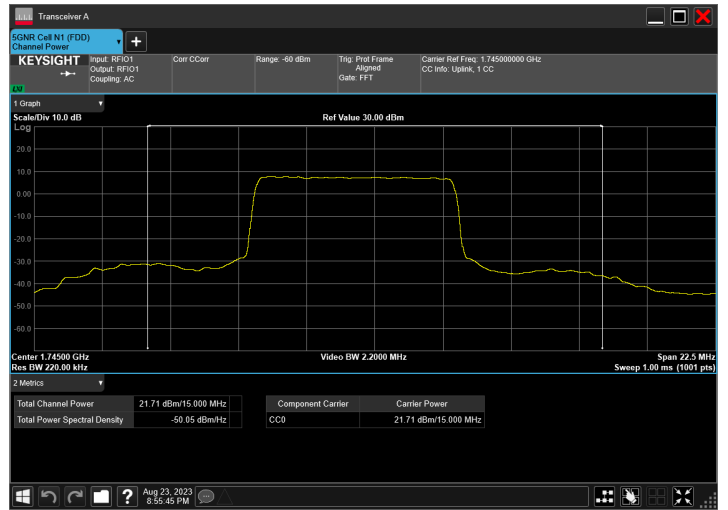 Transceiver A
5GNR Cell N1 (FDD)
Channel Power
KEYSIGHT
LXI
Input: RFIO1
Output: RFIO1
Coupling: AC
Corr CCorr
Range: -60 dBm
Trig: Prot Frame
Aligned
Gate: FFT
Carrier Ref Freq: 1.745000000 GHz
CC Info: Uplink, 1 CC
1 Graph
Scale/Div 10.0 dB
Ref Value 30.00 dBm
Log
20.0
10.0
0.00
-10.0
-20.0
-30.0
-40.0
-50.0
-60.0
Center 1.74500 GHz
Video BW 2.2000 MHz
Span 22.5 MHz
Res BW 220.00 kHz
Sweep 1.00 ms (1001 pts)
2 Metrics
Total Channel Power 21.71 dBm/15.000 MHz
Total Power Spectral Density -50.05 dBm/Hz
Component Carrier Carrier Power
CC0 21.71 dBm/15.000 MHz
Aug 23, 2023
8:55:45 PM